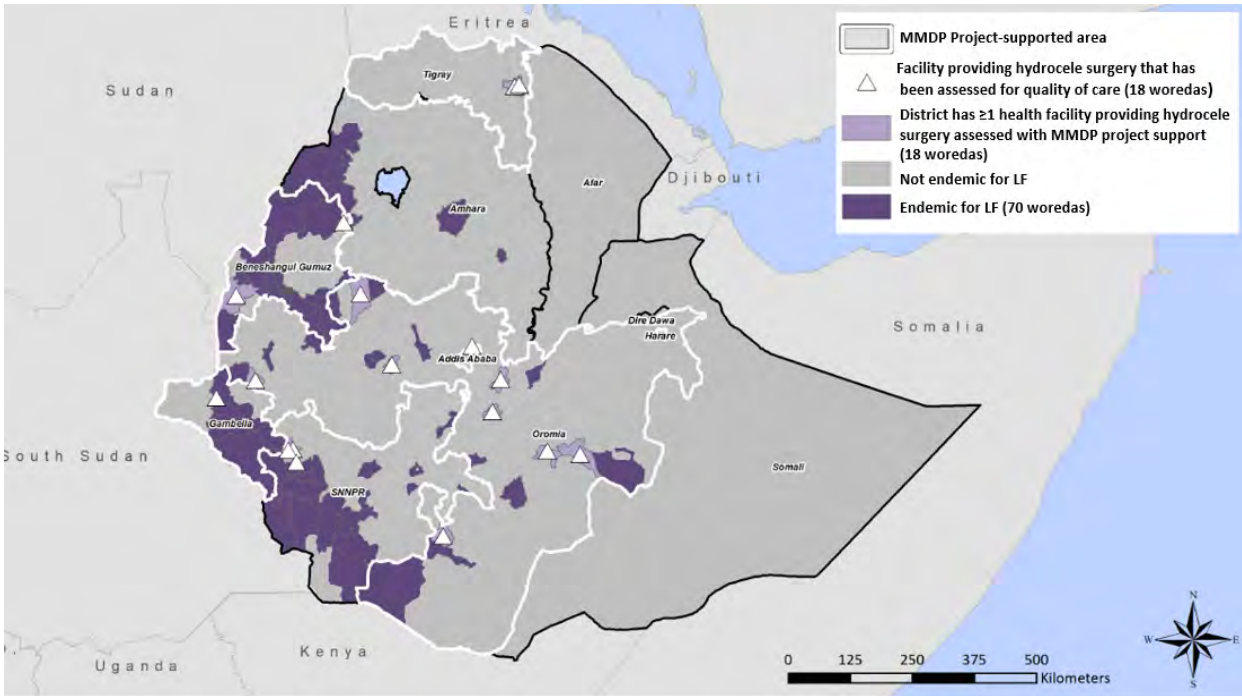 Eritrea
MMDP Project-supported area
Facility providing hydrocele surgery that has
been assessed for quality of care (18 woredas)
District has ≥1 health facility providing hydrocele
surgery assessed with MMDP project support
(18 woredas)
Not endemic for LF
Endemic for LF (70 woredas)
Tigray
Sudan
Afar
Djibouti
Amhara
Beneshangul Gumuz
Dire Dawa
Harare
Somalia
Addis Ababa
Gambella
Oromia
South Sudan
Somali
SNNPR
N
W
E
S
Kenya
Uganda
0 125 250 375 500
Kilometers